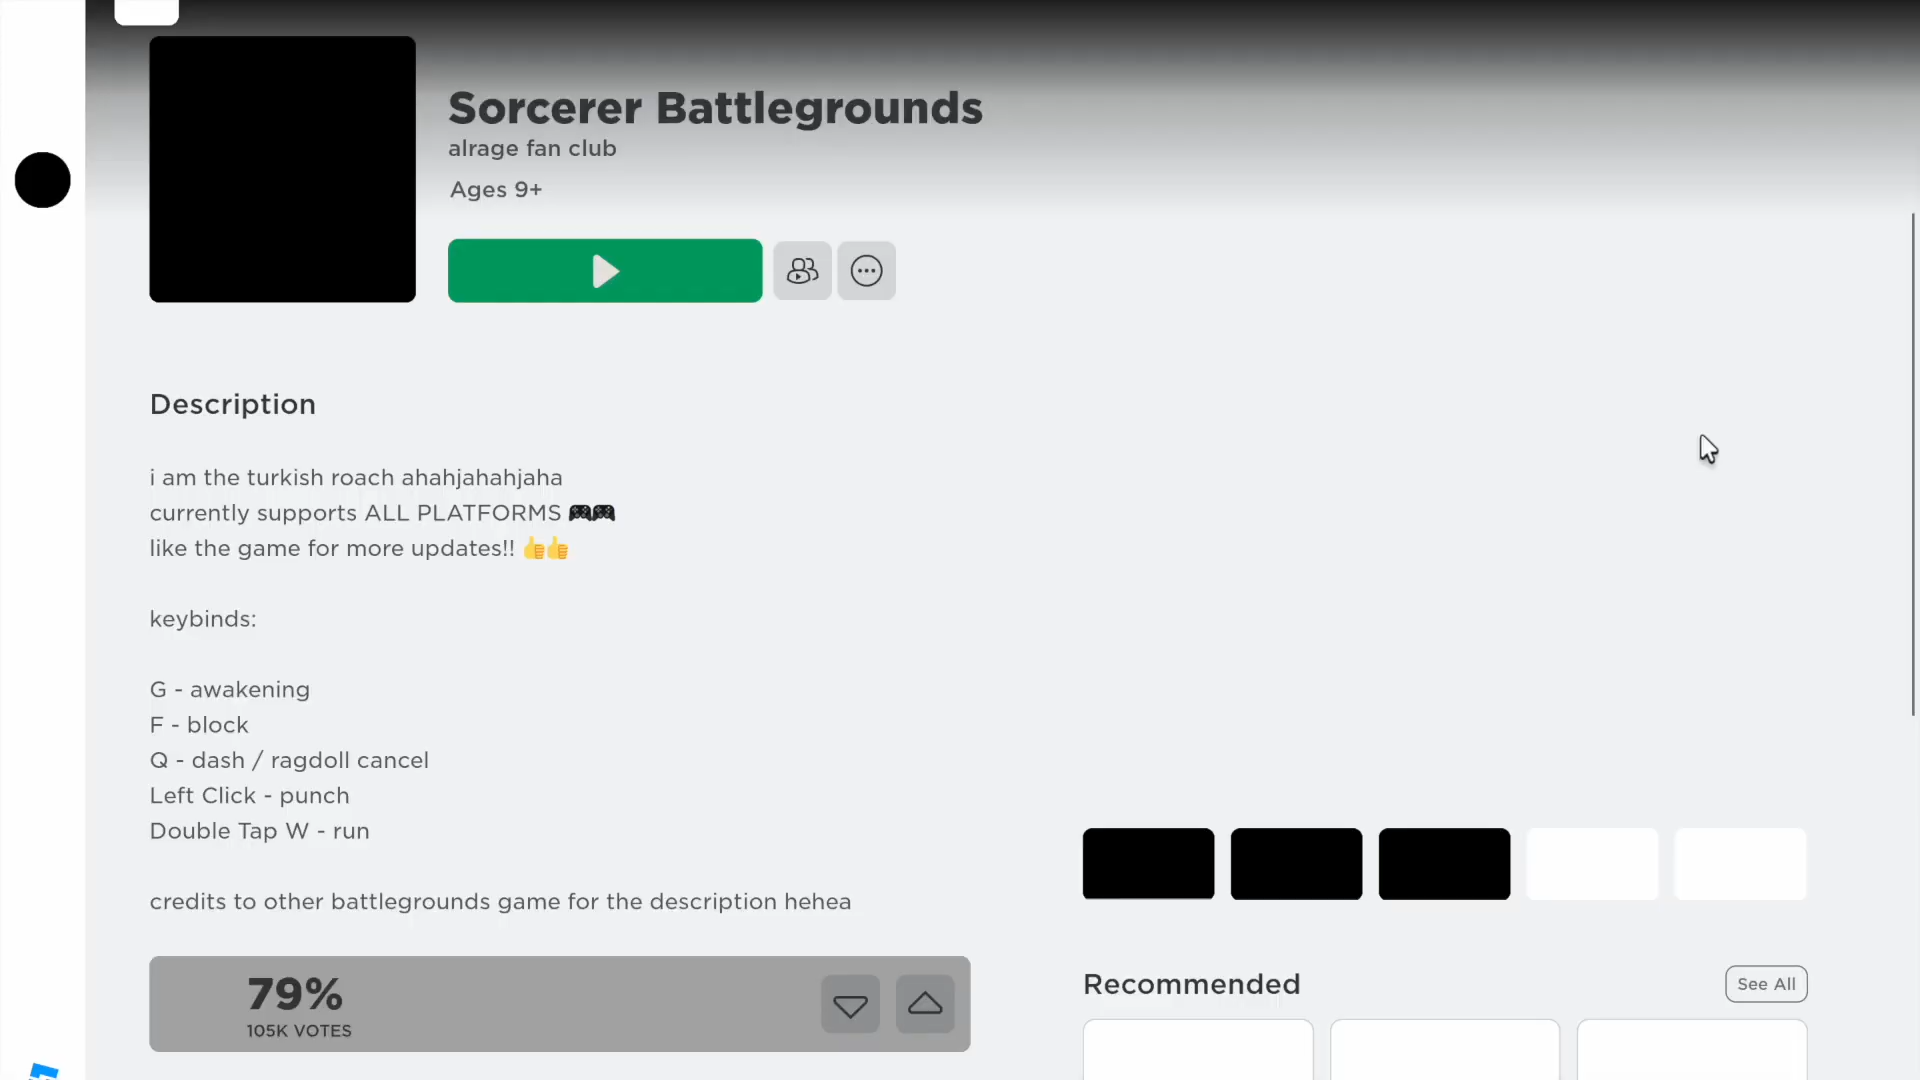 Sorcerer Battlegrounds
alrage fan club
Ages 9+
Description
i am the turkish roach ahahjahahjaha
currently supports ALL PLATFORMS 🎮🎮
like the game for more updates!! 👍👍
keybinds:
G - awakening
F - block
Q - dash / ragdoll cancel
Left Click - punch
Double Tap W - run
credits to other battlegrounds game for the description hehea
79%
105K VOTES
Recommended
See All